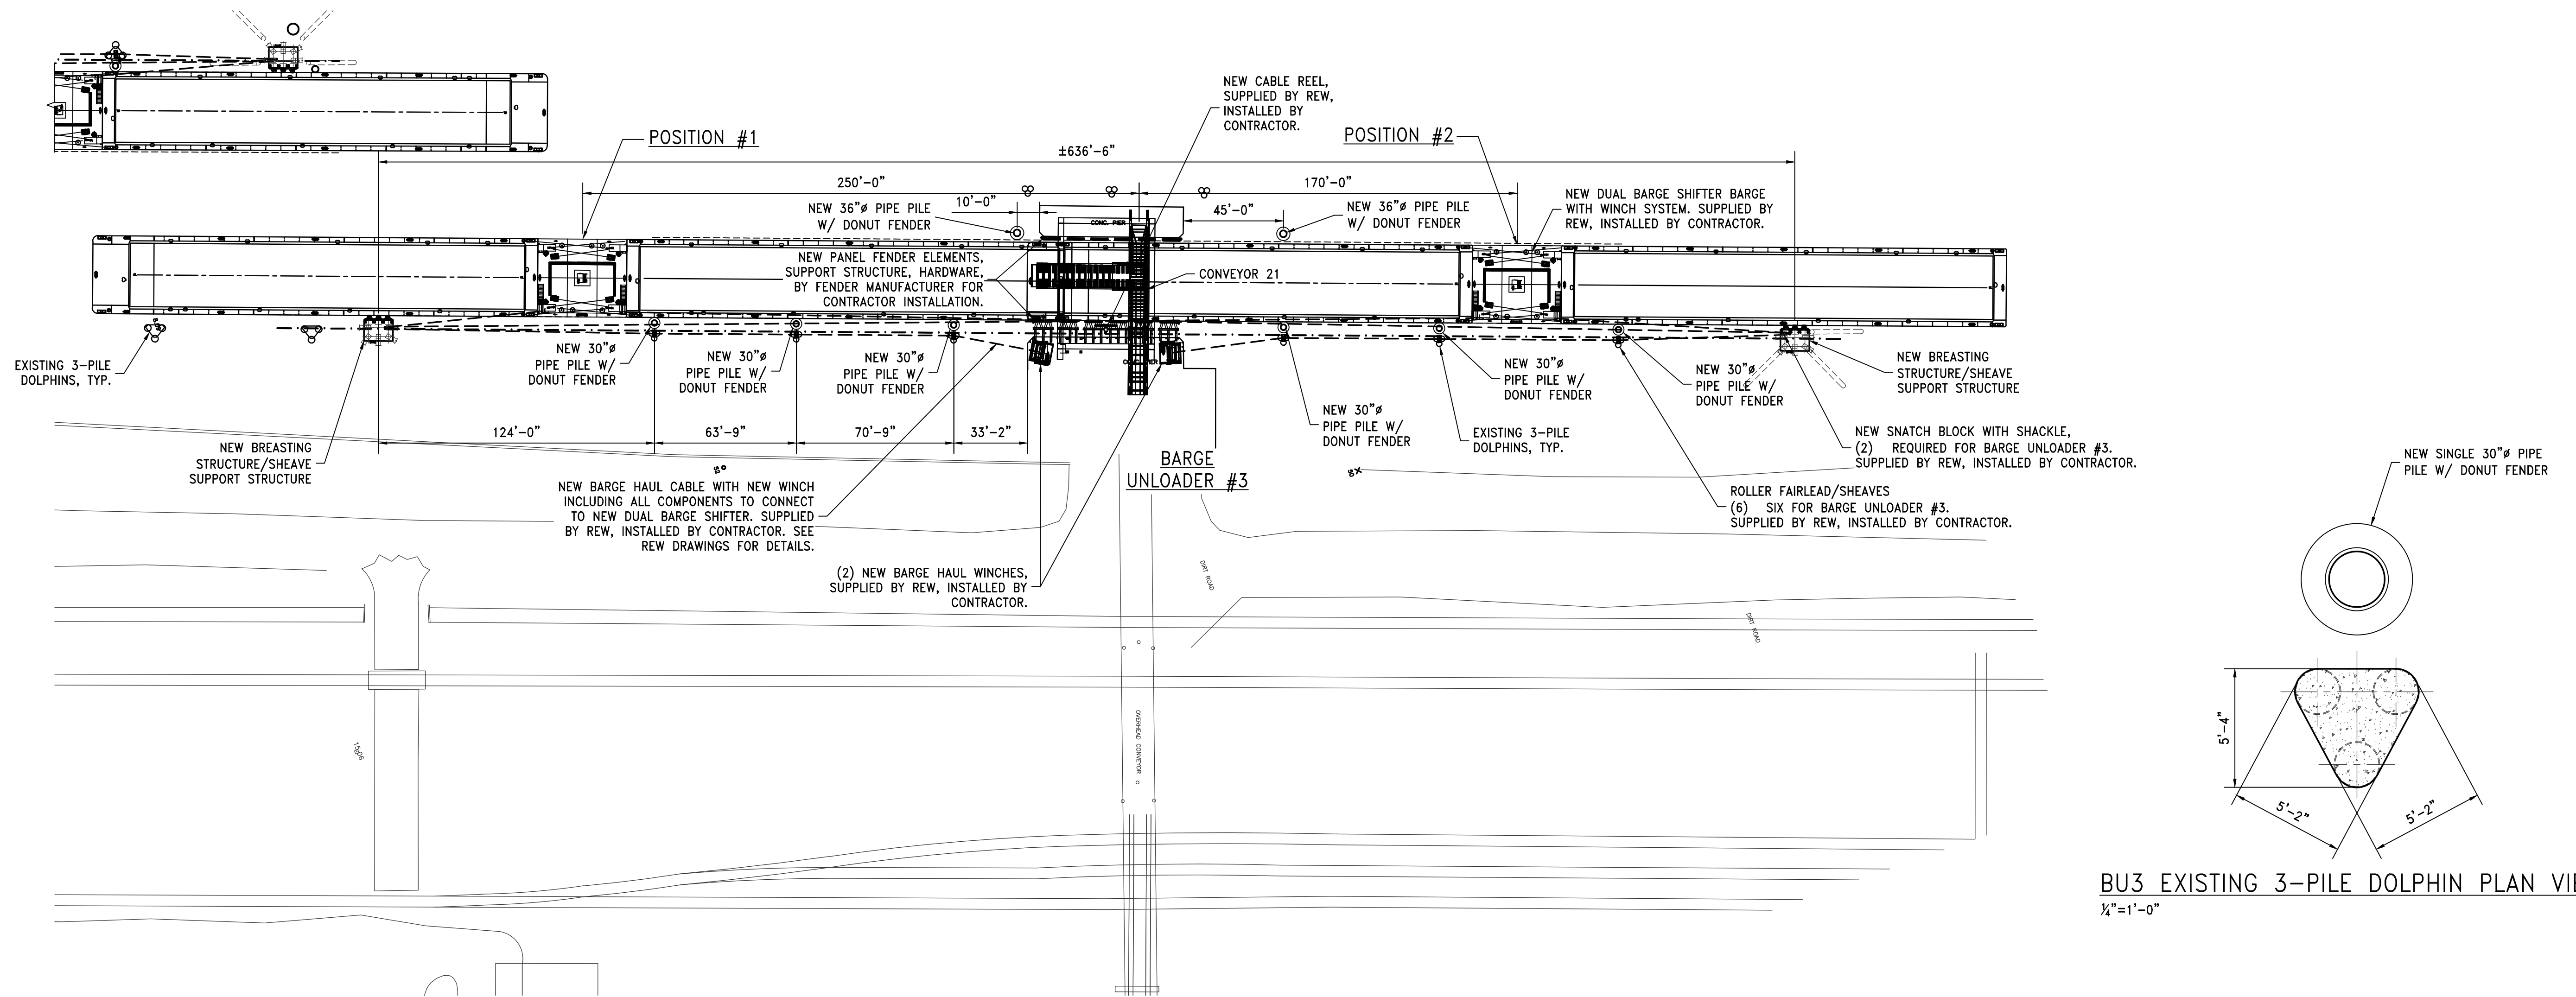 NEW CABLE REEL,
SUPPLIED BY REW,
INSTALLED BY
CONTRACTOR.
POSITION #1
POSITION #2
±636'-6"
250'-0"
170'-0"
10'-0"
45'-0"
NEW 36"ø PIPE PILE
W/ DONUT FENDER
NEW 36"ø PIPE PILE
W/ DONUT FENDER
NEW DUAL BARGE SHIFTER BARGE
WITH WINCH SYSTEM. SUPPLIED BY
REW, INSTALLED BY CONTRACTOR.
CONC. PIER
NEW PANEL FENDER ELEMENTS,
SUPPORT STRUCTURE, HARDWARE,
BY FENDER MANUFACTURER FOR
CONTRACTOR INSTALLATION.
CONVEYOR 21
EXISTING 3-PILE
DOLPHINS, TYP.
NEW 30"ø
PIPE PILE W/
DONUT FENDER
NEW 30"ø
PIPE PILE W/
DONUT FENDER
NEW 30"ø
PIPE PILE W/
DONUT FENDER
NEW 30"ø
PIPE PILE W/
DONUT FENDER
NEW 30"ø
PIPE PILE W/
DONUT FENDER
NEW 30"ø
PIPE PILE W/
DONUT FENDER
NEW BREASTING
STRUCTURE/SHEAVE
SUPPORT STRUCTURE
EXISTING 3-PILE
DOLPHINS, TYP.
124'-0"
63'-9"
70'-9"
33'-2"
NEW BREASTING
STRUCTURE/SHEAVE
SUPPORT STRUCTURE
BARGE
UNLOADER #3
NEW SNATCH BLOCK WITH SHACKLE,
(2) REQUIRED FOR BARGE UNLOADER #3.
SUPPLIED BY REW, INSTALLED BY CONTRACTOR.
ROLLER FAIRLEAD/SHEAVES
(6) SIX FOR BARGE UNLOADER #3.
SUPPLIED BY REW, INSTALLED BY CONTRACTOR.
NEW BARGE HAUL CABLE WITH NEW WINCH
INCLUDING ALL COMPONENTS TO CONNECT
TO NEW DUAL BARGE SHIFTER. SUPPLIED
BY REW, INSTALLED BY CONTRACTOR. SEE
REW DRAWINGS FOR DETAILS.
(2) NEW BARGE HAUL WINCHES,
SUPPLIED BY REW, INSTALLED BY
CONTRACTOR.
DIRT ROAD
DIRT ROAD
OVERHEAD CONVEYOR
NEW SINGLE 30"ø PIPE
PILE W/ DONUT FENDER
5'-4"
5'-2"
5'-2"
BU3 EXISTING 3-PILE DOLPHIN PLAN VIE
¼"=1'-0"